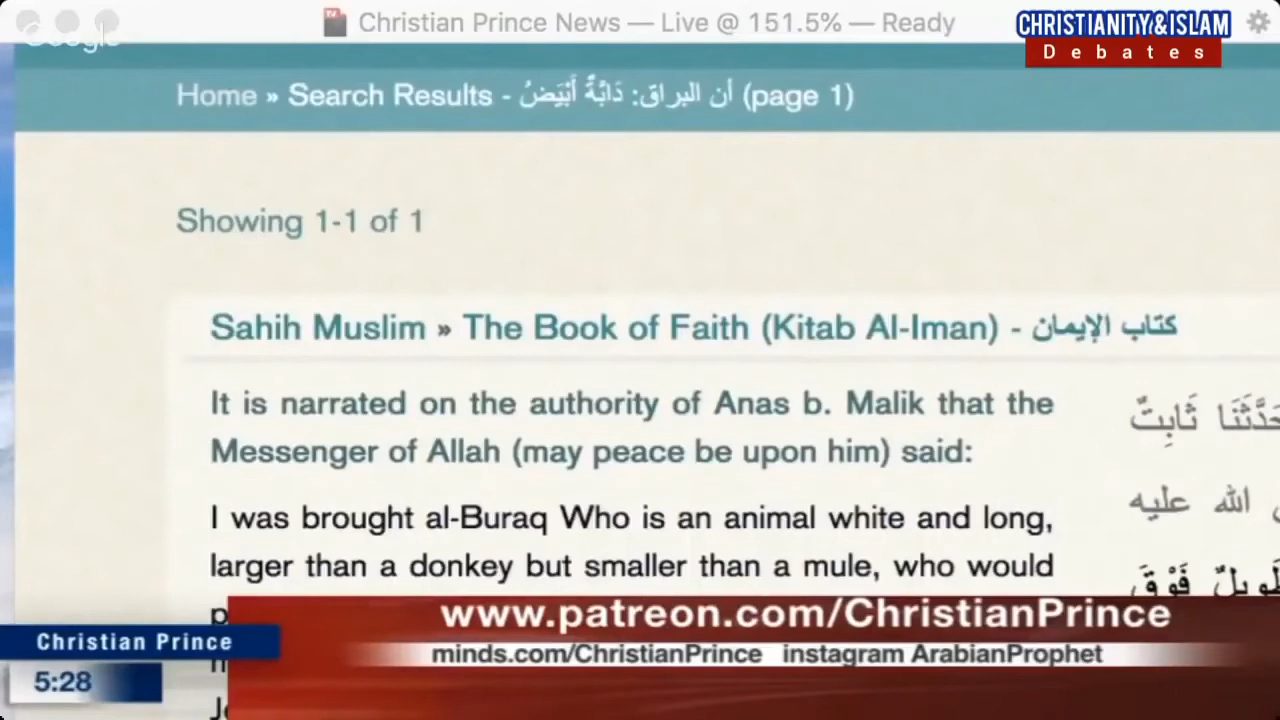 Google
Christian Prince News — Live @ 151.5% — Ready
CHRISTIANITY & ISLAM
Debates
Home » Search Results - أن البراق: دَابَّةٌ أَبْيَضُ (page 1)
Showing 1-1 of 1
Sahih Muslim » The Book of Faith (Kitab Al-Iman) - كتاب الإيمان
It is narrated on the authority of Anas b. Malik that the
Messenger of Allah (may peace be upon him) said:
I was brought al-Buraq Who is an animal white and long,
larger than a donkey but smaller than a mule, who would
ثَابِتٌ
الله عليه
فَوْقَ
www.patreon.com/ChristianPrince
Christian Prince
minds.com/ChristianPrince instagram ArabianProphet
5:28